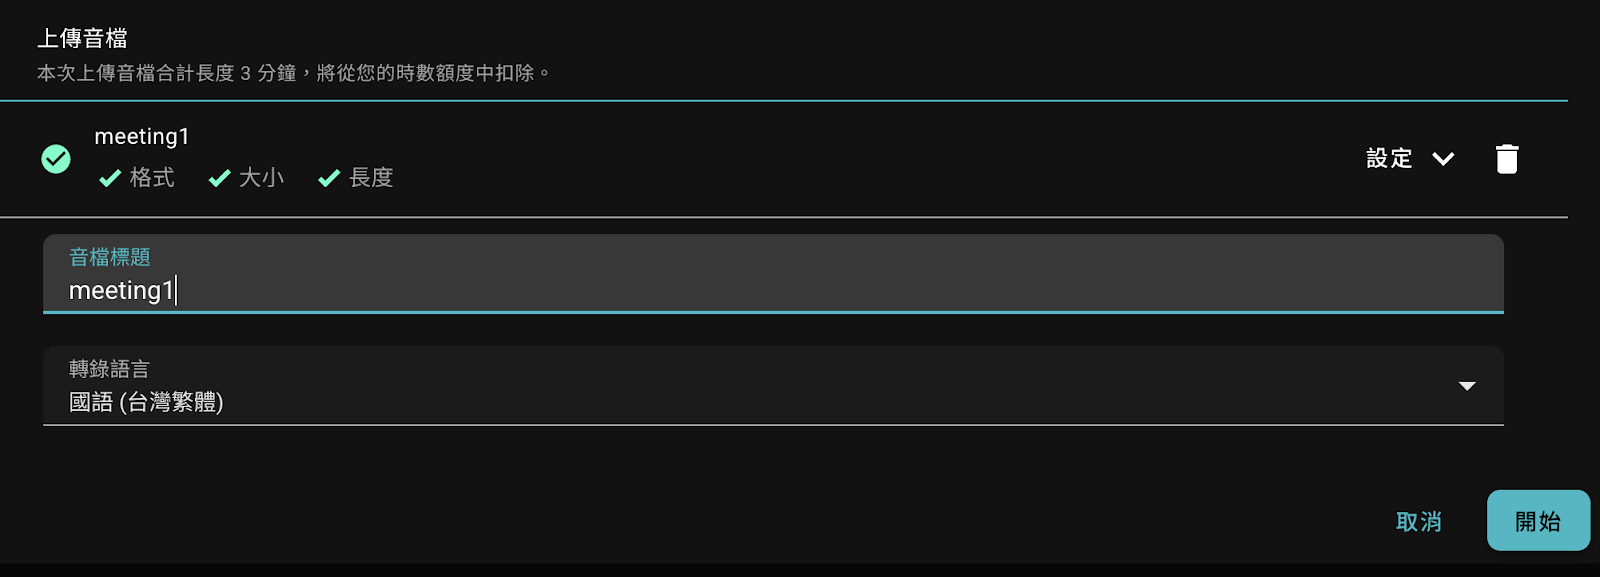 上傳音檔
本次上傳音檔合計長度 3 分鐘，將從您的時數額度中扣除。
meeting1
格式 大小 長度
設定
音檔標題
meeting1
轉錄語言
國語 (台灣繁體)
取消 開始